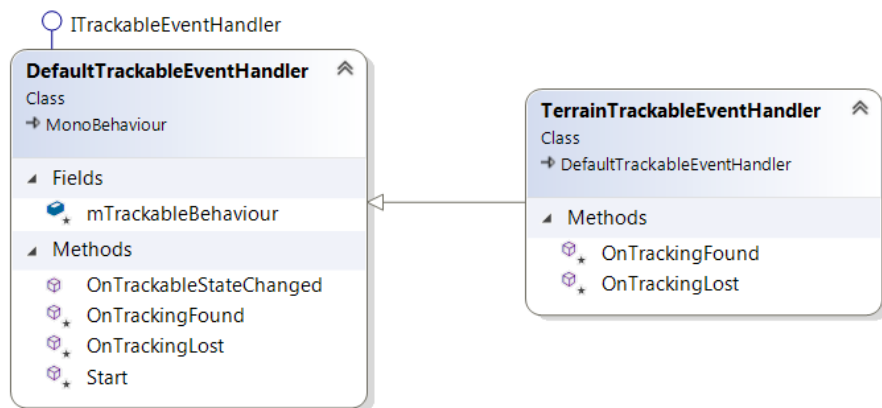 ITrackableEventHandler
DefaultTrackableEventHandler
Class
MonoBehaviour
Fields
mTrackableBehaviour
Methods
OnTrackableStateChanged
OnTrackingFound
OnTrackingLost
Start
TerrainTrackableEventHandler
Class
DefaultTrackableEventHandler
Methods
OnTrackingFound
OnTrackingLost